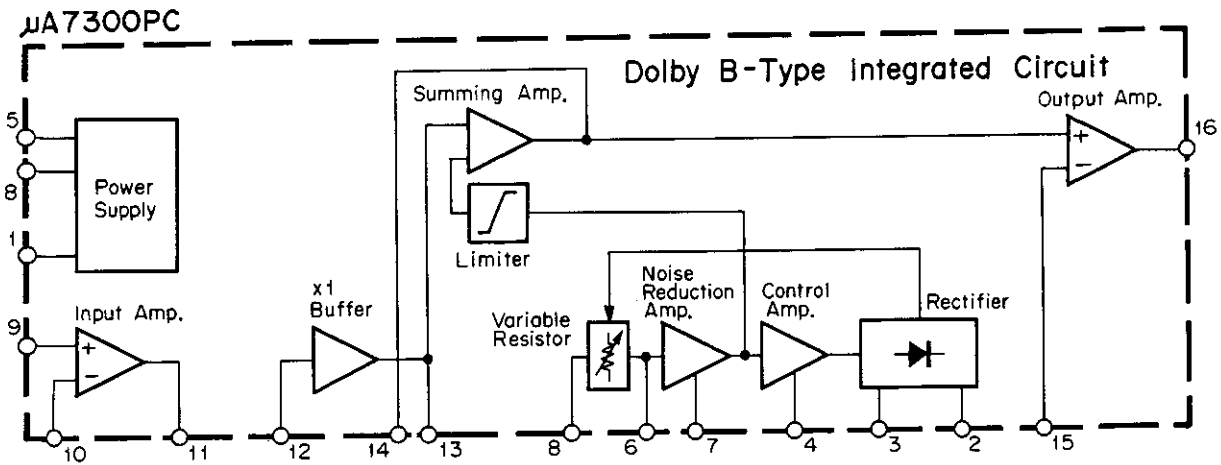 μA7300PC
Dolby B-Type Integrated Circuit
Summing Amp.
Output Amp.
5
16
+
−
8
Power
Supply
Limiter
1
x1
Buffer
Noise
Reduction
Amp.
Control
Amp.
Rectifier
Input Amp.
9
Variable
Resistor
+
−
10
11
12
14
13
8
6
7
4
3
2
15